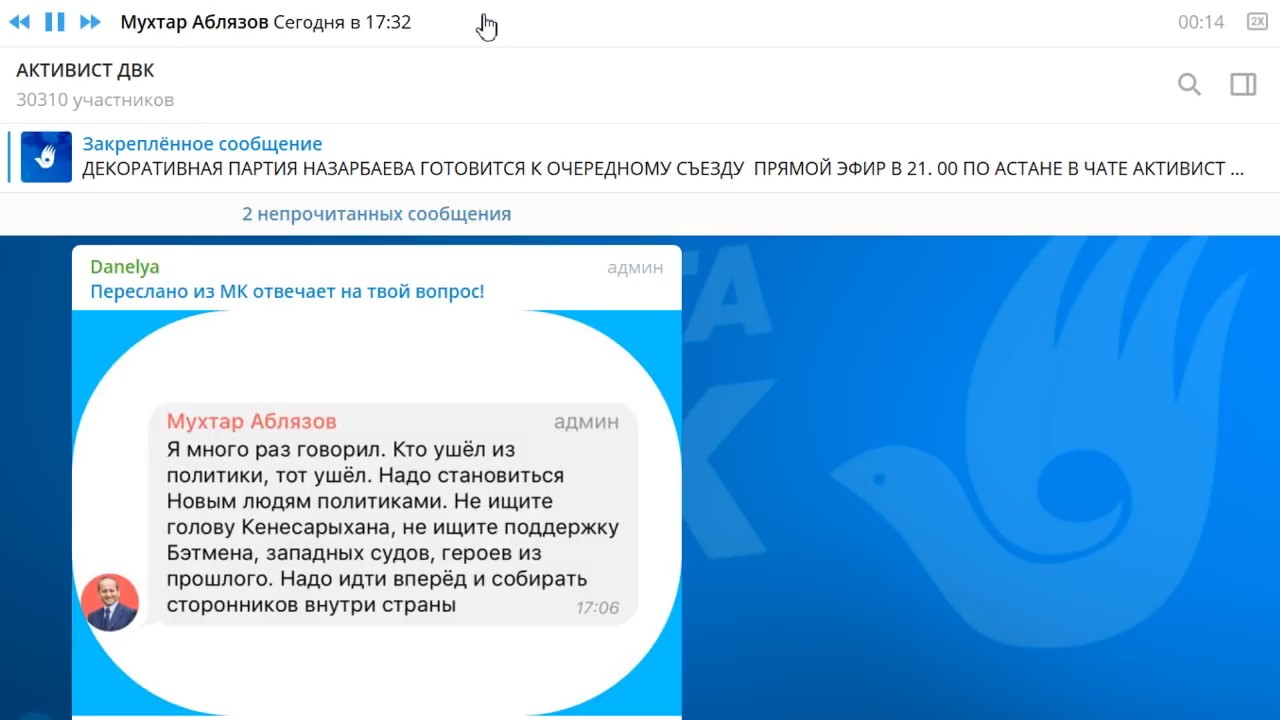 Мухтар Аблязов Сегодня в 17:32
00:14
2X
АКТИВИСТ ДВК
30310 участников
Закреплённое сообщение
ДЕКОРАТИВНАЯ ПАРТИЯ НАЗАРБАЕВА ГОТОВИТСЯ К ОЧЕРЕДНОМУ СЪЕЗДУ ПРЯМОЙ ЭФИР В 21. 00 ПО АСТАНЕ В ЧАТЕ АКТИВИСТ ...
2 непрочитанных сообщения
Danelya
админ
Переслано из МК отвечает на твой вопрос!
Мухтар Аблязов
админ
Я много раз говорил. Кто ушёл из
политики, тот ушёл. Надо становиться
Новым людям политиками. Не ищите
голову Кенесарыхана, не ищите поддержку
Бэтмена, западных судов, героев из
прошлого. Надо идти вперёд и собирать
сторонников внутри страны
17:06